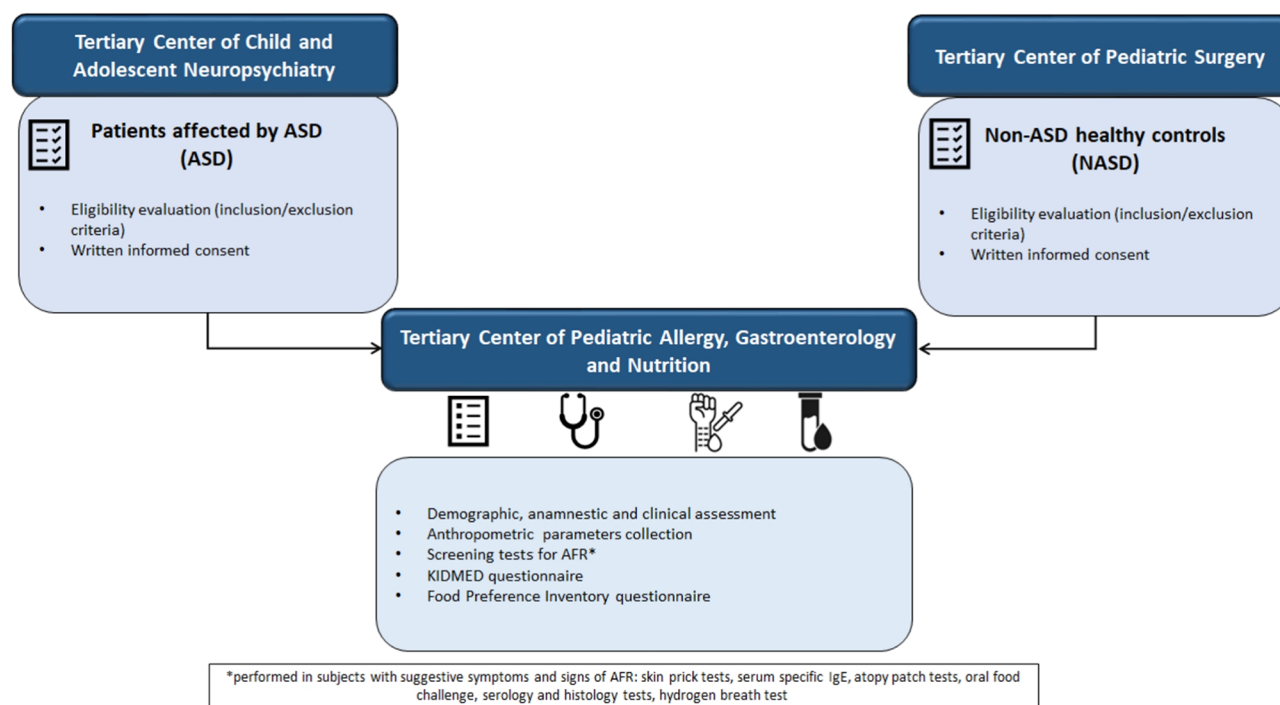 Tertiary Center of Child and
Adolescent Neuropsychiatry
Patients affected by ASD
(ASD)
• Eligibility evaluation (inclusion/exclusion
criteria)
• Written informed consent
Tertiary Center of Pediatric Surgery
Non-ASD healthy controls
(NASD)
• Eligibility evaluation (inclusion/exclusion
criteria)
• Written informed consent
Tertiary Center of Pediatric Allergy, Gastroenterology
and Nutrition
• Demographic, anamnestic and clinical assessment
• Anthropometric parameters collection
• Screening tests for AFR*
• KIDMED questionnaire
• Food Preference Inventory questionnaire
*performed in subjects with suggestive symptoms and signs of AFR: skin prick tests, serum specific IgE, atopy patch tests, oral food
challenge, serology and histology tests, hydrogen breath test